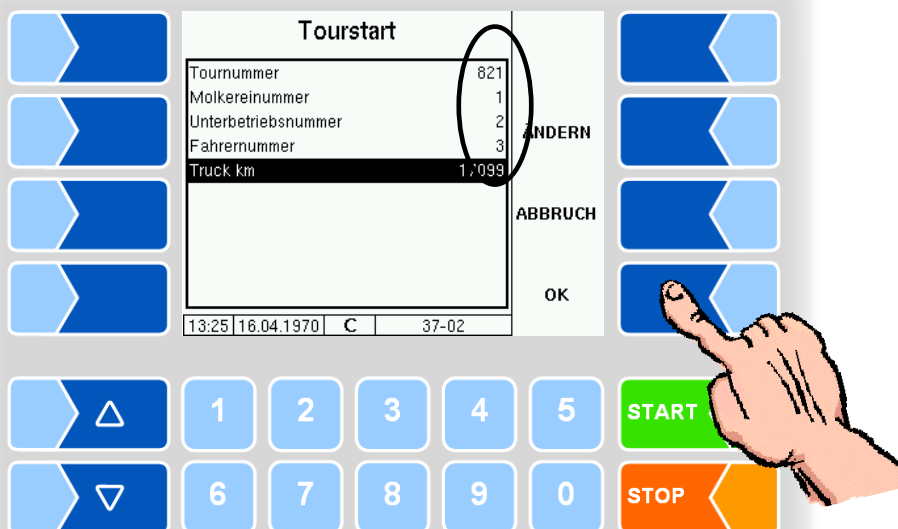 Tourstart
Tournummer 821
Molkereinummer 1
Unterbetriebsnummer 2
Fahrernummer 3
Truck km 17099
ÄNDERN
ABBRUCH
OK
13:25 16.04.1970 C 37-02
1 2 3 4 5 START
6 7 8 9 0 STOP